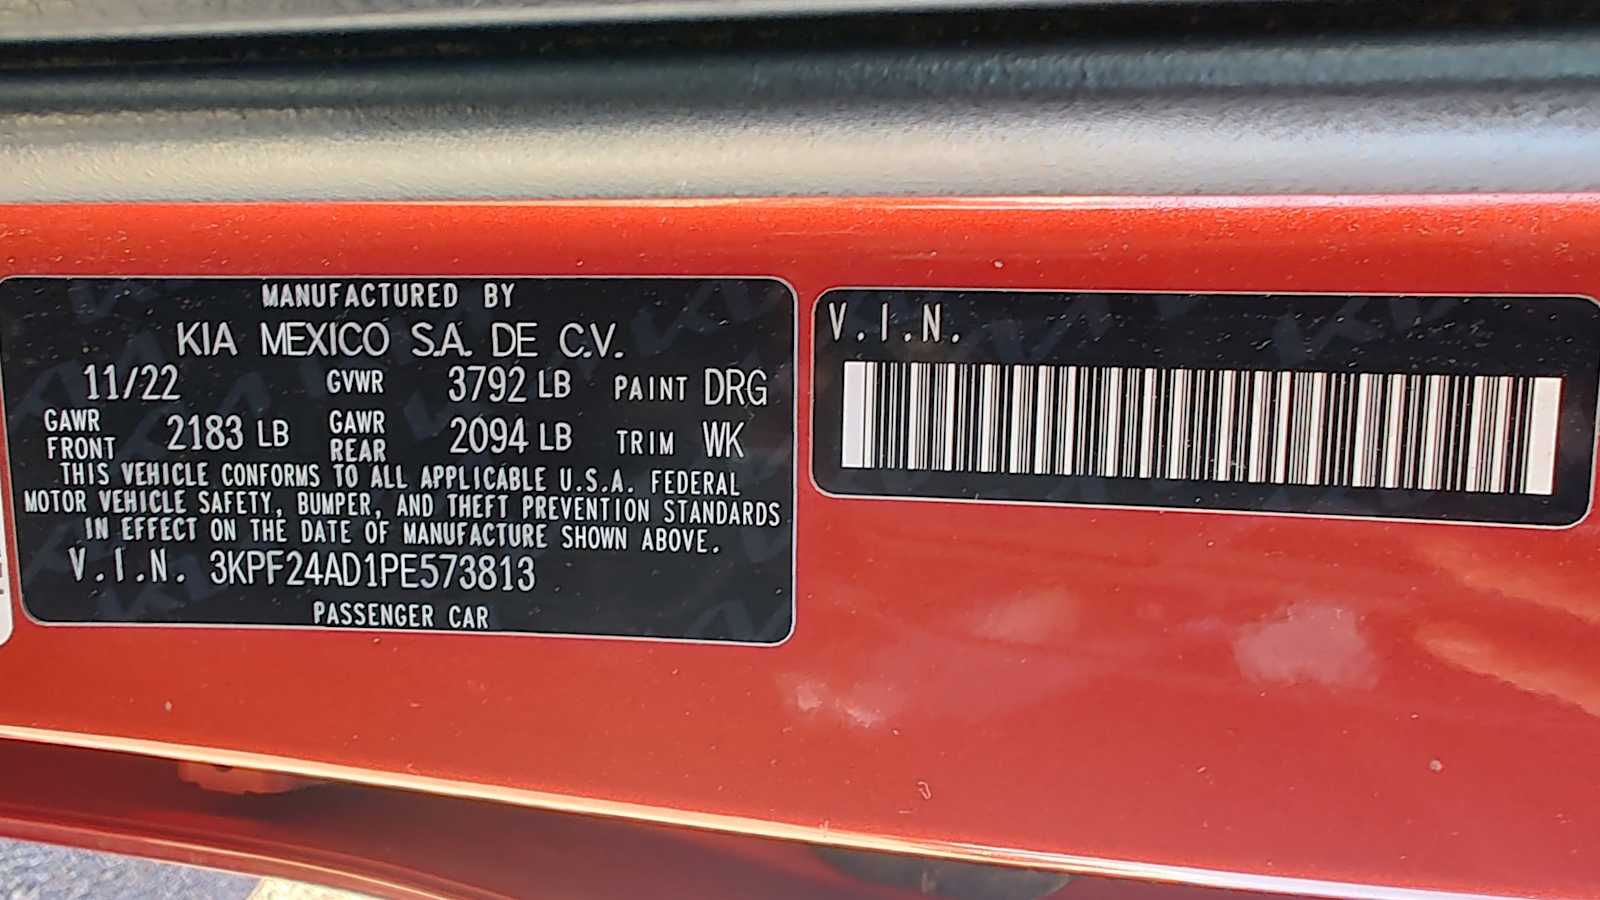 MANUFACTURED BY
KIA MEXICO S.A. DE C.V.
11/22 GVWR 3792 LB PAINT DRG
GAWR FRONT 2183 LB GAWR REAR 2094 LB TRIM WK
THIS VEHICLE CONFORMS TO ALL APPLICABLE U.S.A. FEDERAL
MOTOR VEHICLE SAFETY, BUMPER, AND THEFT PREVENTION STANDARDS
IN EFFECT ON THE DATE OF MANUFACTURE SHOWN ABOVE.
V.I.N. 3KPF24AD1PE573813
PASSENGER CAR
V.I.N.